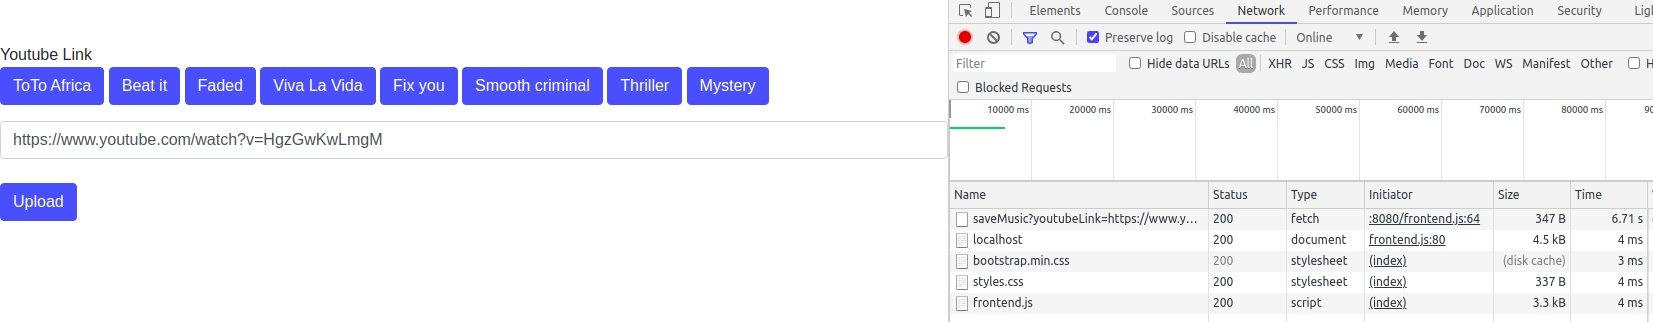 Youtube Link
ToTo Africa Beat it Faded Viva La Vida Fix you Smooth criminal Thriller Mystery
https://www.youtube.com/watch?v=HgzGwKwLmgM
Upload
Elements Console Sources Network Performance Memory Application Security Ligh
Preserve log Disable cache Online
Filter Hide data URLs All XHR JS CSS Img Media Font Doc WS Manifest Other H
Blocked Requests
10000 ms 20000 ms 30000 ms 40000 ms 50000 ms 60000 ms 70000 ms 80000 ms 90
Name Status Type Initiator Size Time
saveMusic?youtubeLink=https://www.y... 200 fetch :8080/frontend.js:64 347 B 6.71 s
localhost 200 document frontend.js:80 4.5 kB 4 ms
bootstrap.min.css 200 stylesheet (index) (disk cache) 3 ms
styles.css 200 stylesheet (index) 337 B 4 ms
frontend.js 200 script (index) 3.3 kB 4 ms